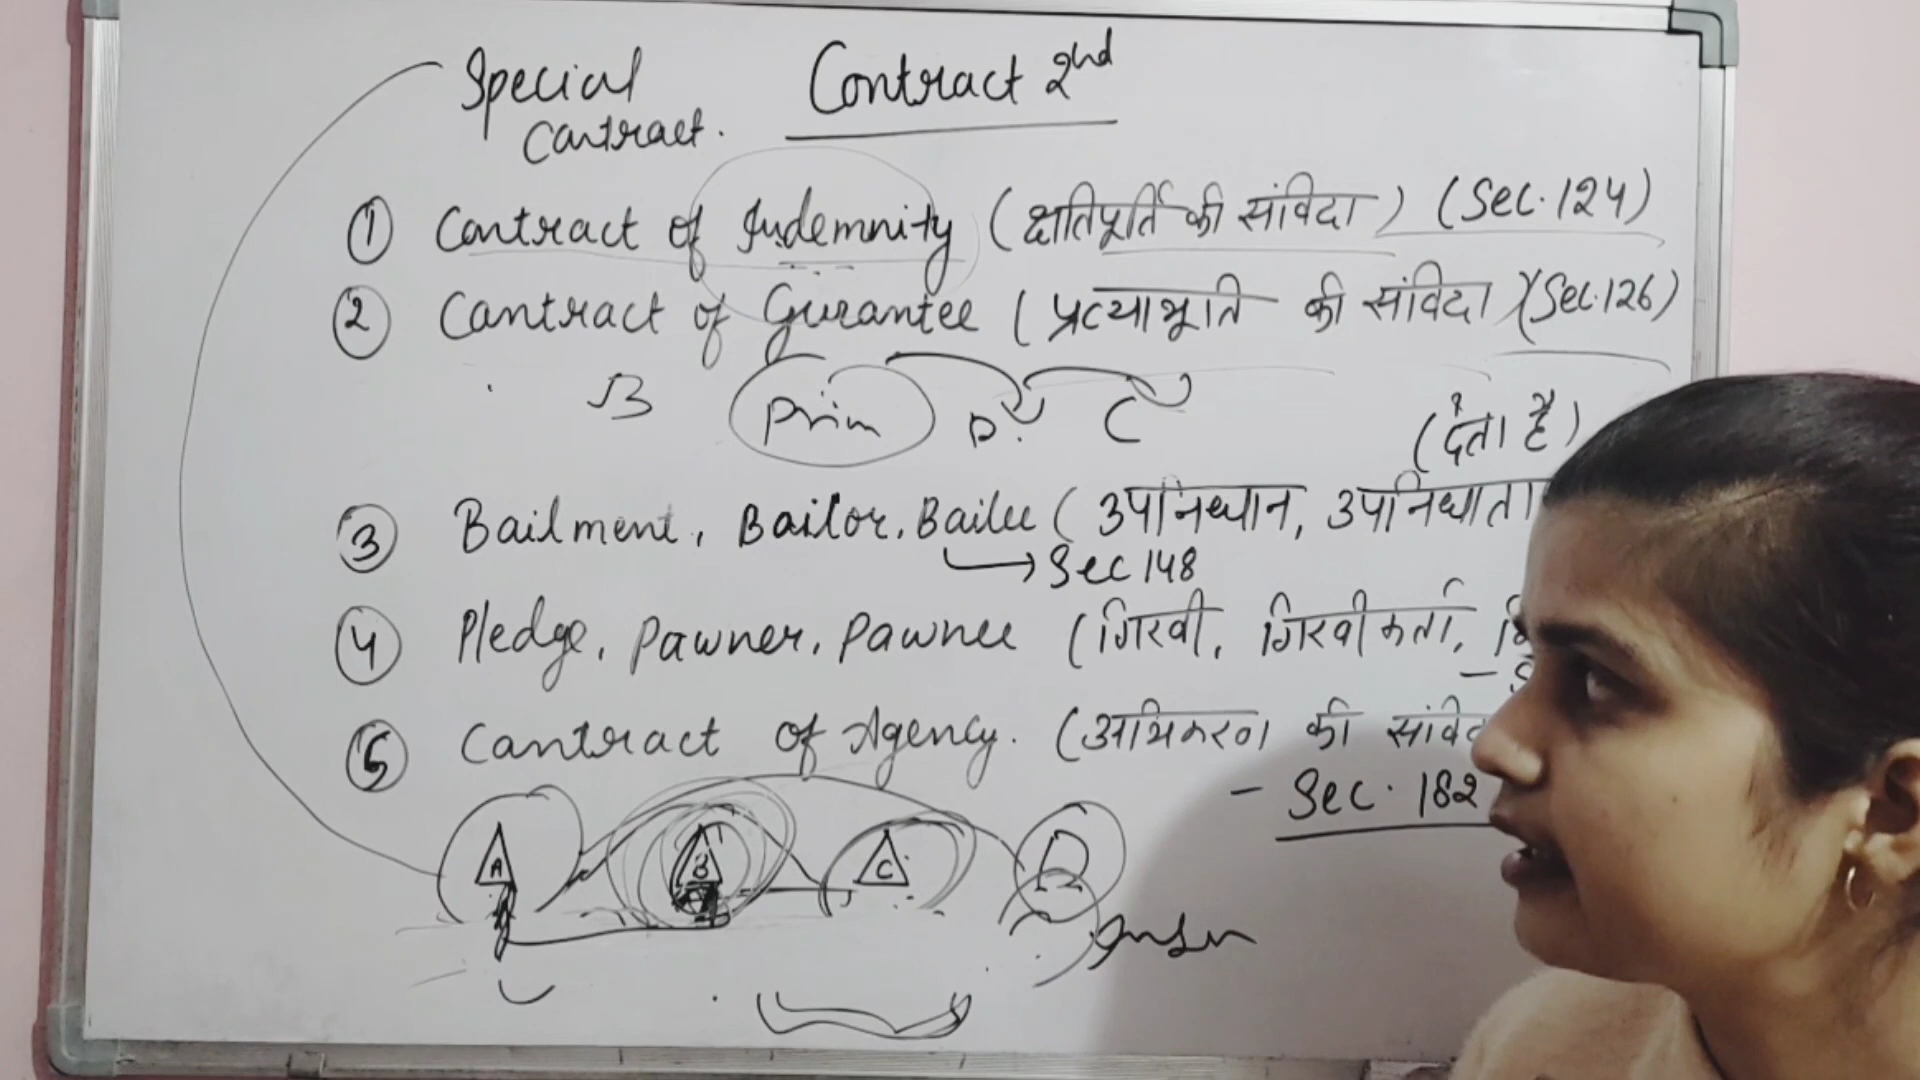 Special Contract 2nd
contract.
① Contract of Indemnity (क्षतिपूर्ति की संविदा) (Sec.124)
② Contract of Gurantee (प्रत्याभूति की संविदा)(Sec.126)
B Prin D. C
(देता है)
③ Bailment, Bailor, Bailee (उपनिधान, उपनिधाता
→ Sec 148
④ Pledge, Pawner, Pawnee (गिरवी, गिरवीकर्ता,
⑤ Contract of Agency. (अभिकरण की
- Sec. 182
A B C D